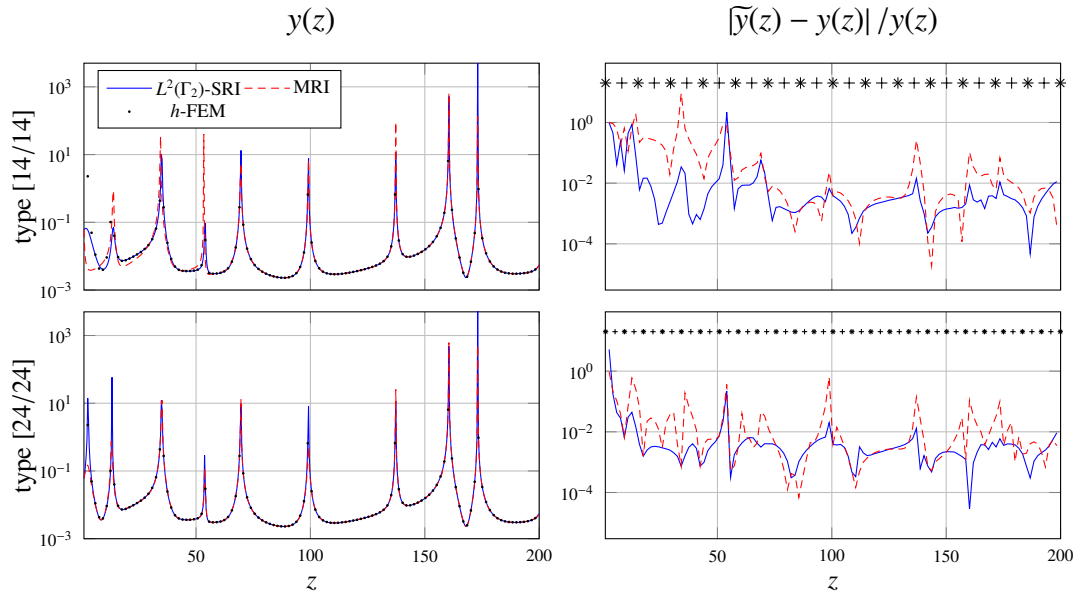 y(z)
|ỹ(z) − y(z)| /y(z)
L²(Γ₂)-SRI
MRI
h-FEM
type [14/14]
10³
10¹
10⁻¹
10⁻³
10⁰
10⁻²
10⁻⁴
type [24/24]
10³
10¹
10⁻¹
10⁻³
50
100
150
200
z
10⁰
10⁻²
10⁻⁴
50
100
150
200
z